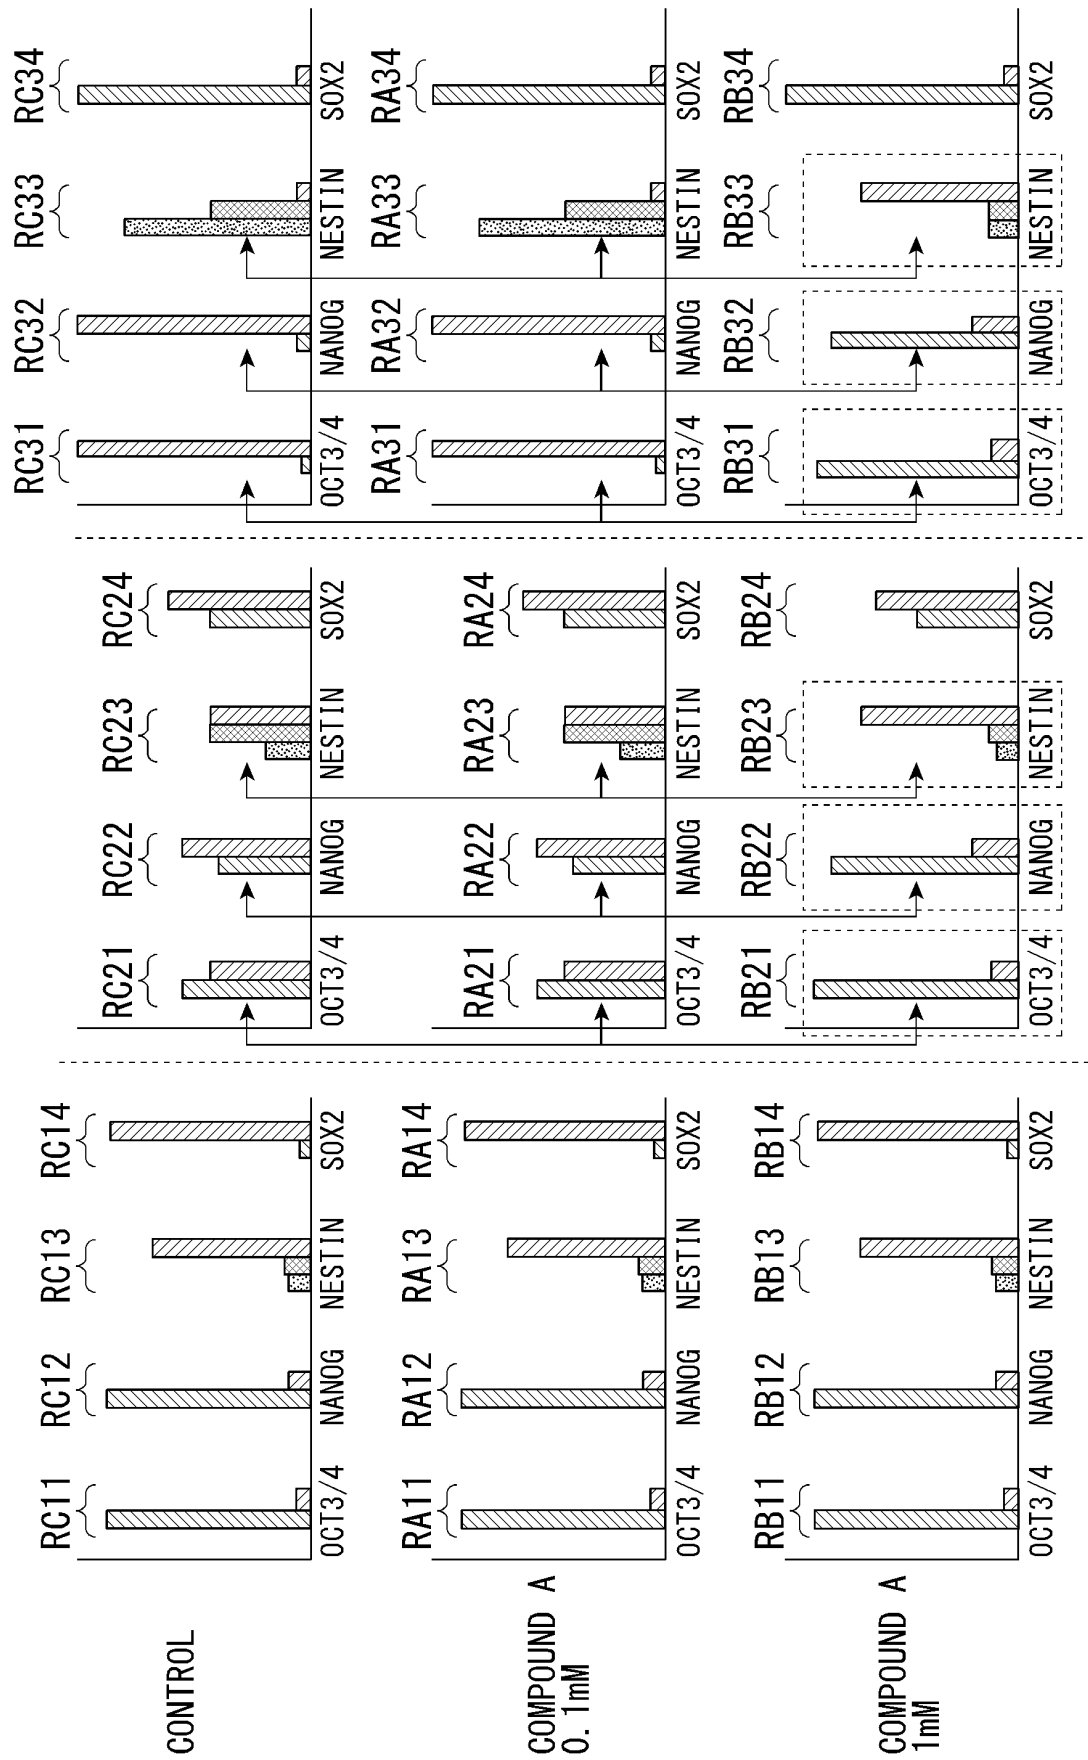 CONTROL
RC11
RC12
RC13
RC14
RC21
RC22
RC23
RC24
RC31
RC32
RC33
RC34
OCT3/4
NANOG
NESTIN
SOX2
OCT3/4
NANOG
NESTIN
SOX2
OCT3/4
NANOG
NESTIN
SOX2
COMPOUND A
0. 1mM
RA11
RA12
RA13
RA14
RA21
RA22
RA23
RA24
RA31
RA32
RA33
RA34
OCT3/4
NANOG
NESTIN
SOX2
OCT3/4
NANOG
NESTIN
SOX2
OCT3/4
NANOG
NESTIN
SOX2
COMPOUND A
1mM
RB11
RB12
RB13
RB14
RB21
RB22
RB23
RB24
RB31
RB32
RB33
RB34
OCT3/4
NANOG
NESTIN
SOX2
OCT3/4
NANOG
NESTIN
SOX2
OCT3/4
NANOG
NESTIN
SOX2